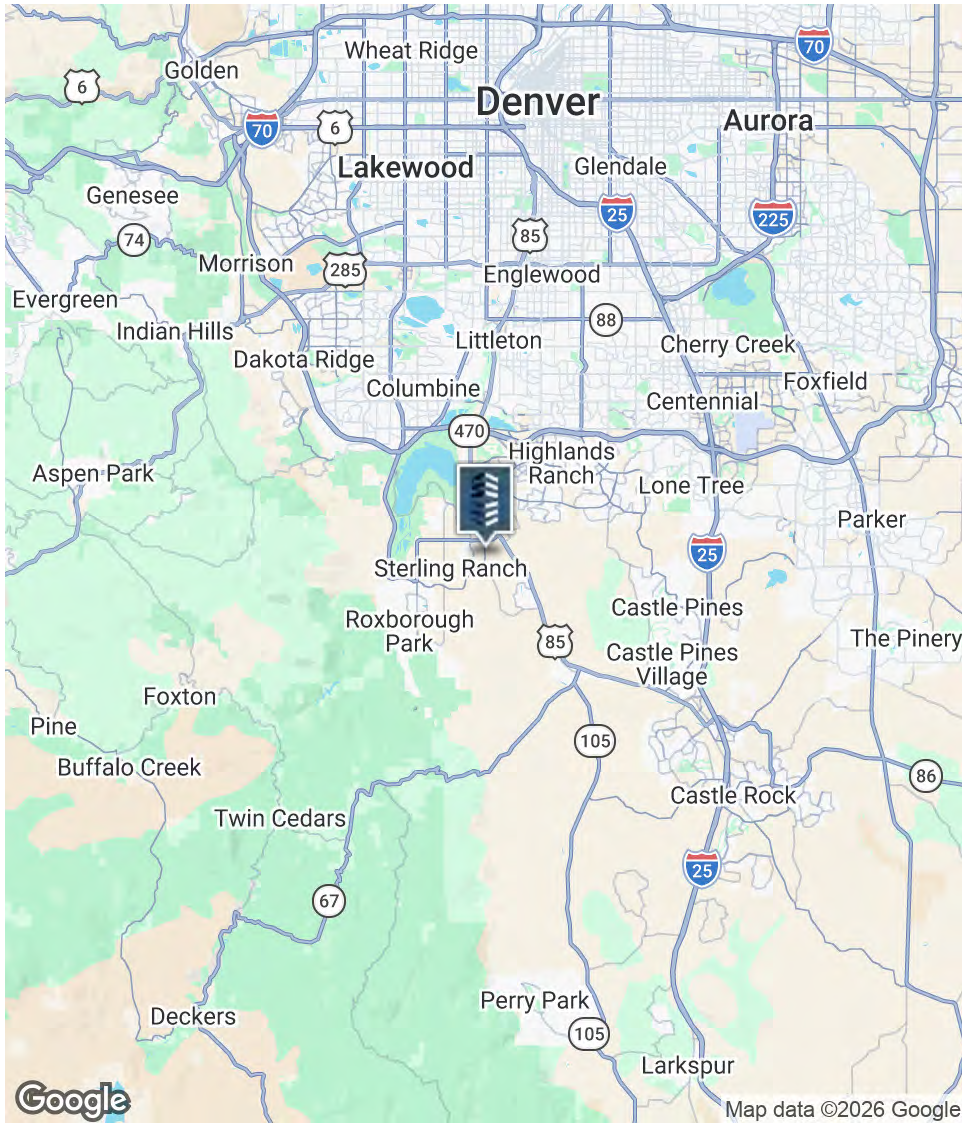 Wheat Ridge
70
Golden
6
Denver
Aurora
70
6
Lakewood
Glendale
Genesee
25
225
74
85
Morrison
285
Englewood
Evergreen
Indian Hills
88
Littleton
Cherry Creek
Dakota Ridge
Columbine
Foxfield
Centennial
470
Highlands
Ranch
Aspen Park
Lone Tree
Parker
25
Sterling Ranch
Castle Pines
Roxborough
Park
85
The Pinery
Castle Pines
Village
Foxton
Pine
105
Buffalo Creek
86
Castle Rock
Twin Cedars
25
67
Perry Park
Deckers
105
Larkspur
Google
Map data ©2026 Google